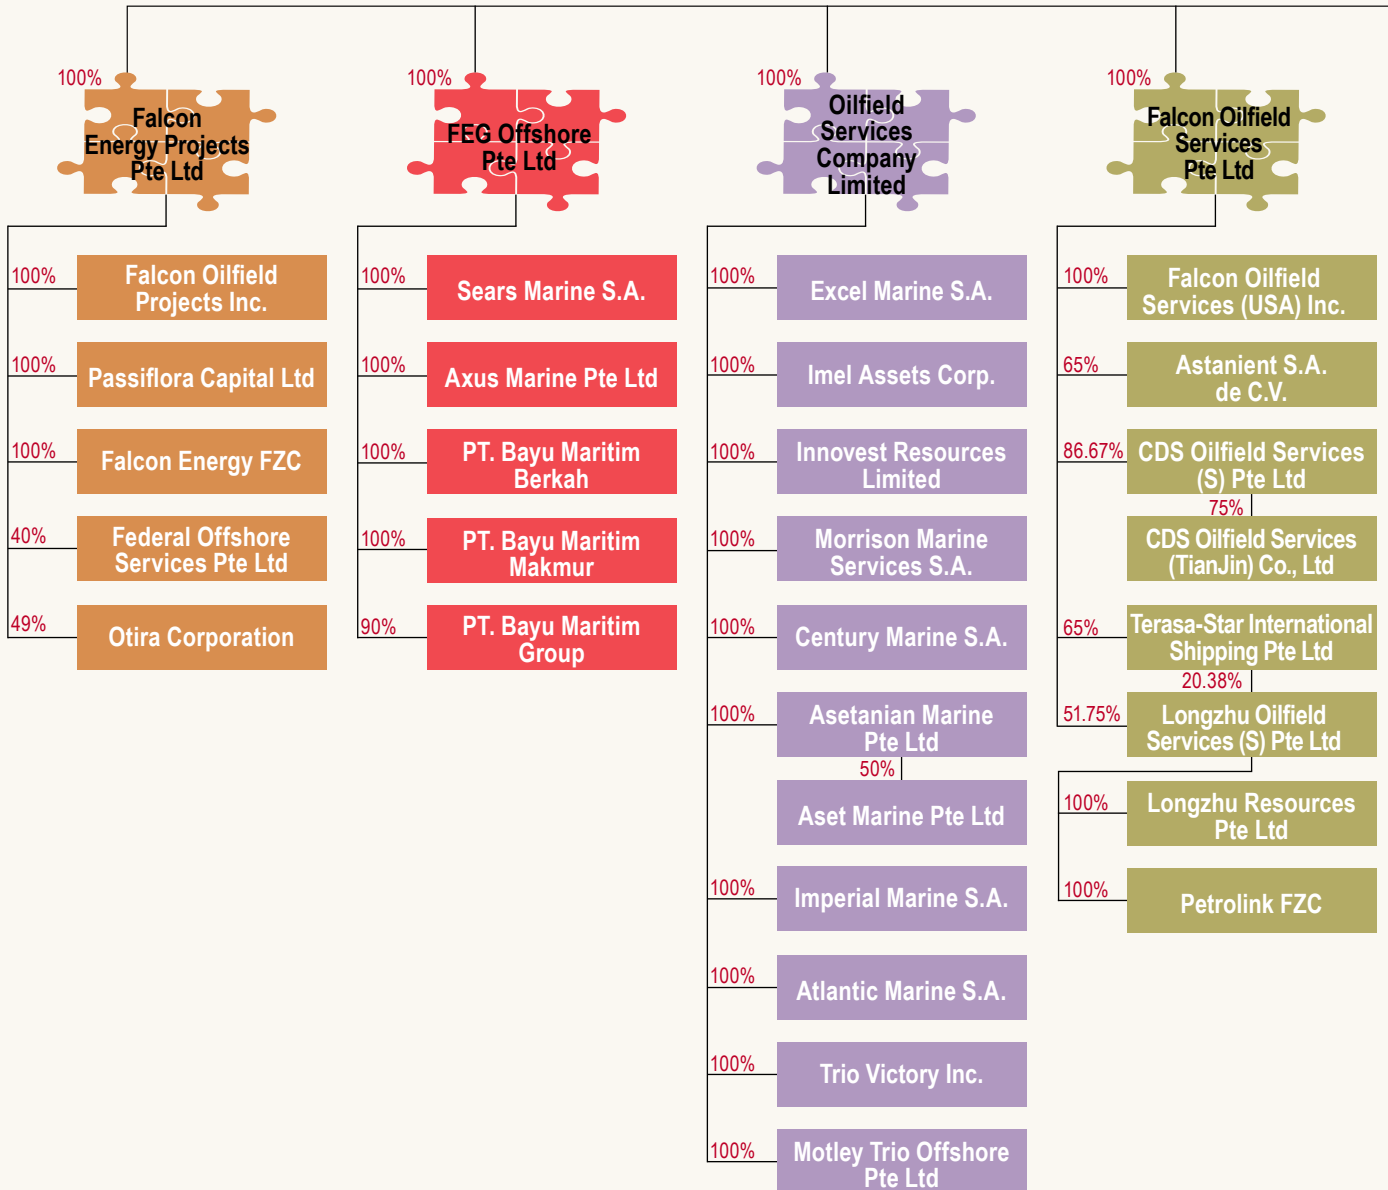 100%
Falcon
Energy Projects
Pte Ltd
100%
Falcon Oilfield
Projects Inc.
100%
Passiflora Capital Ltd
100%
Falcon Energy FZC
40%
Federal Offshore
Services Pte Ltd
49%
Otira Corporation
100%
FEG Offshore
Pte Ltd
100%
Sears Marine S.A.
100%
Axus Marine Pte Ltd
100%
PT. Bayu Maritim
Berkah
100%
PT. Bayu Maritim
Makmur
90%
PT. Bayu Maritim
Group
100%
Oilfield
Services
Company
Limited
100%
Excel Marine S.A.
100%
Imel Assets Corp.
100%
Innovest Resources
Limited
100%
Morrison Marine
Services S.A.
100%
Century Marine S.A.
100%
Asetanian Marine
Pte Ltd
50%
Aset Marine Pte Ltd
100%
Imperial Marine S.A.
100%
Atlantic Marine S.A.
100%
Trio Victory Inc.
100%
Motley Trio Offshore
Pte Ltd
100%
Falcon Oilfield
Services
Pte Ltd
100%
Falcon Oilfield
Services (USA) Inc.
65%
Astanient S.A.
de C.V.
86.67%
CDS Oilfield Services
(S) Pte Ltd
75%
CDS Oilfield Services
(TianJin) Co., Ltd
65%
Terasa-Star International
Shipping Pte Ltd
20.38%
51.75%
Longzhu Oilfield
Services (S) Pte Ltd
100%
Longzhu Resources
Pte Ltd
100%
Petrolink FZC